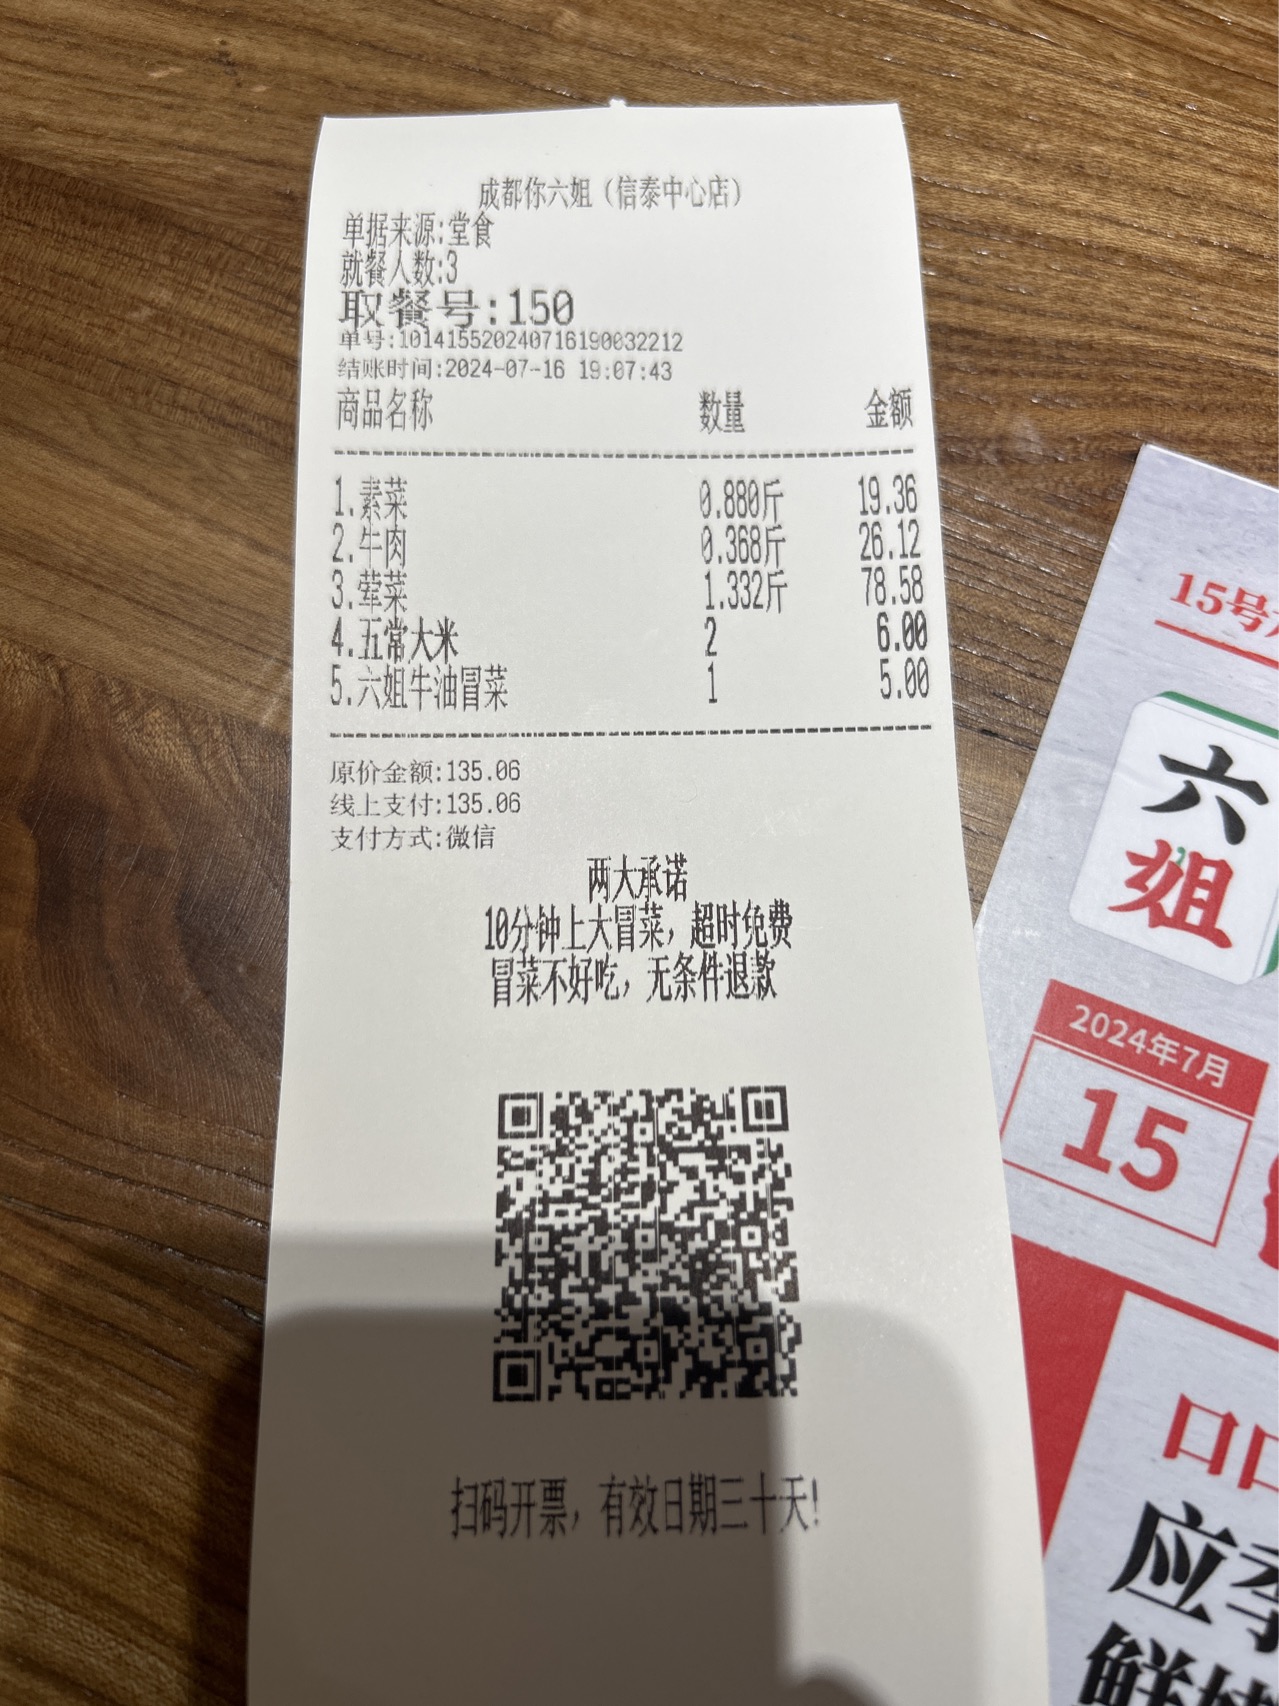 成都你六姐（信泰中心店）
单据来源:堂食
就餐人数:3
取餐号:150
单号:101415520240716190032212
结账时间:2024-07-16 19:07:43
商品名称 数量 金额
1.素菜 0.880斤 19.36
2.牛肉 0.368斤 26.12
3.荤菜 1.332斤 78.58
4.五常大米 2 6.00
5.六姐牛油冒菜 1 5.00
原价金额:135.06
线上支付:135.06
支付方式:微信
两大承诺
10分钟上大冒菜，超时免费
冒菜不好吃，无条件退款
扫码开票，有效日期三十天!
15号
六
姐
2024年7月
15
口
应季
鲜